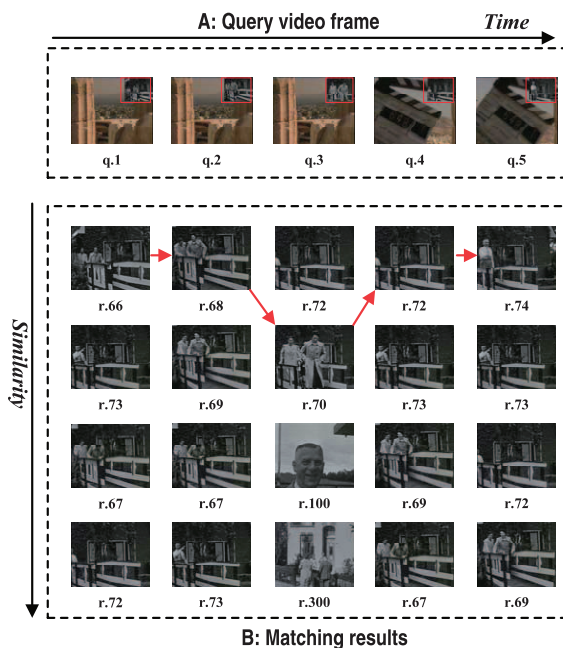 A: Query video frame
Time
q.1 q.2 q.3 q.4 q.5
Similarity
r.66 r.68 r.72 r.72 r.74
r.73 r.69 r.70 r.73 r.73
r.67 r.67 r.100 r.69 r.72
r.72 r.73 r.300 r.67 r.69
B: Matching results